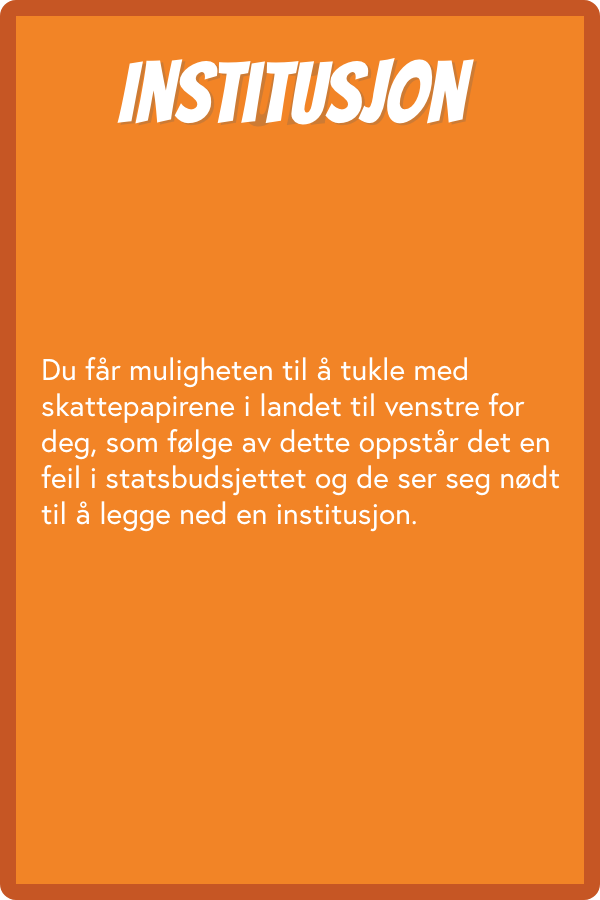 INSTITUSJON
Du får muligheten til å tukle med
skattepapirene i landet til venstre for
deg, som følge av dette oppstår det en
feil i statsbudsjettet og de ser seg nødt
til å legge ned en institusjon.